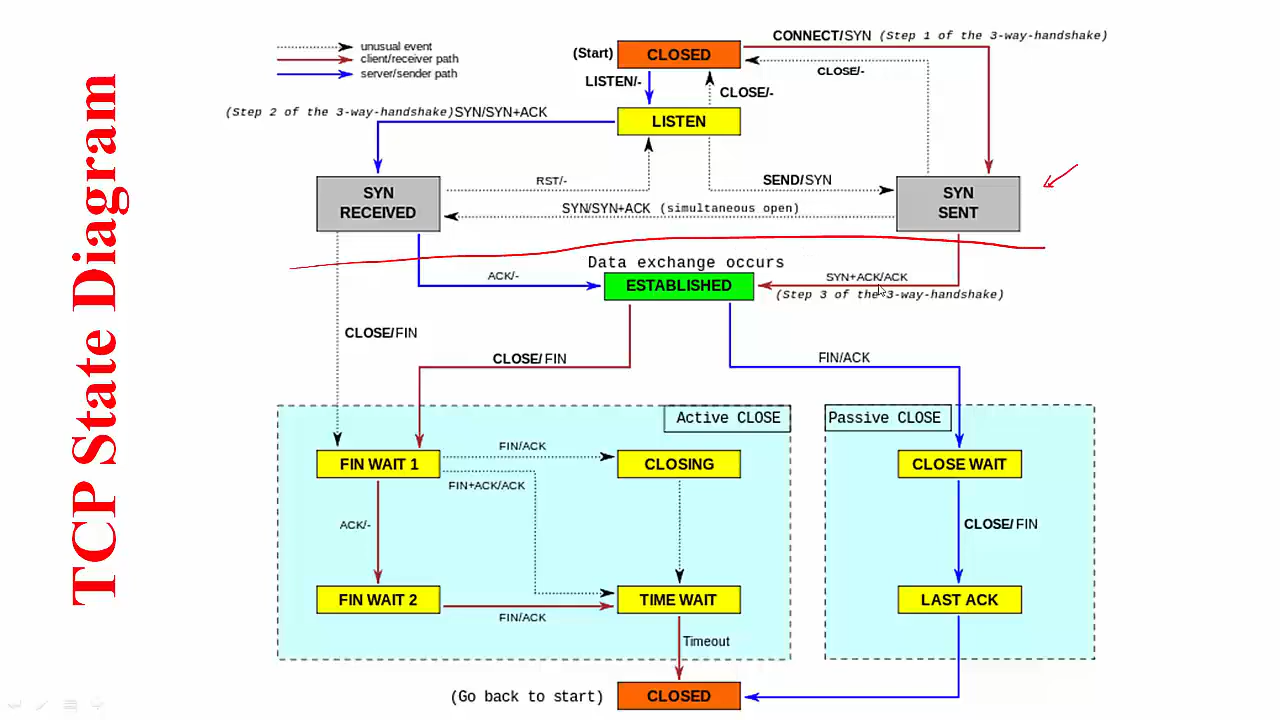 TCP State Diagram
unusual event
client/receiver path
server/sender path
(Start)
CLOSED
CONNECT/SYN (Step 1 of the 3-way-handshake)
CLOSE/-
LISTEN/-
CLOSE/-
(Step 2 of the 3-way-handshake)SYN/SYN+ACK
LISTEN
SYN
RECEIVED
RST/-
SEND/SYN
SYN
SENT
SYN/SYN+ACK (simultaneous open)
Data exchange occurs
ACK/-
ESTABLISHED
SYN+ACK/ACK
(Step 3 of the 3-way-handshake)
CLOSE/FIN
CLOSE/FIN
FIN/ACK
Active CLOSE
Passive CLOSE
FIN WAIT 1
FIN/ACK
CLOSING
CLOSE WAIT
FIN+ACK/ACK
ACK/-
CLOSE/FIN
FIN WAIT 2
FIN/ACK
TIME WAIT
LAST ACK
Timeout
(Go back to start)
CLOSED